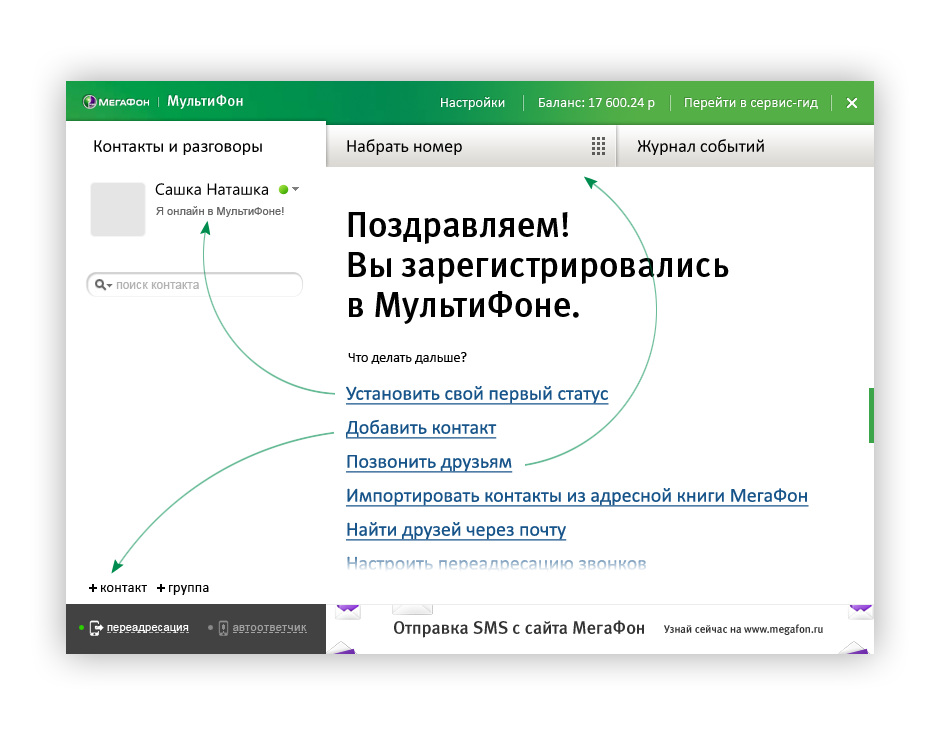 МЕГАФОН | МультиФон
Настройки
Баланс: 17 600.24 р
Перейти в сервис-гид
Контакты и разговоры
Набрать номер
Журнал событий
Сашка Наташка
Я онлайн в МультиФоне!
поиск контакта
Поздравляем!
Вы зарегистрировались
в МультиФоне.
Что делать дальше?
Установить свой первый статус
Добавить контакт
Позвонить друзьям
Импортировать контакты из адресной книги МегаФон
Найти друзей через почту
Настроить переадресацию звонков
+ контакт + группа
переадресация
автоответчик
Отправка SMS с сайта МегаФон
Узнай сейчас на www.megafon.ru